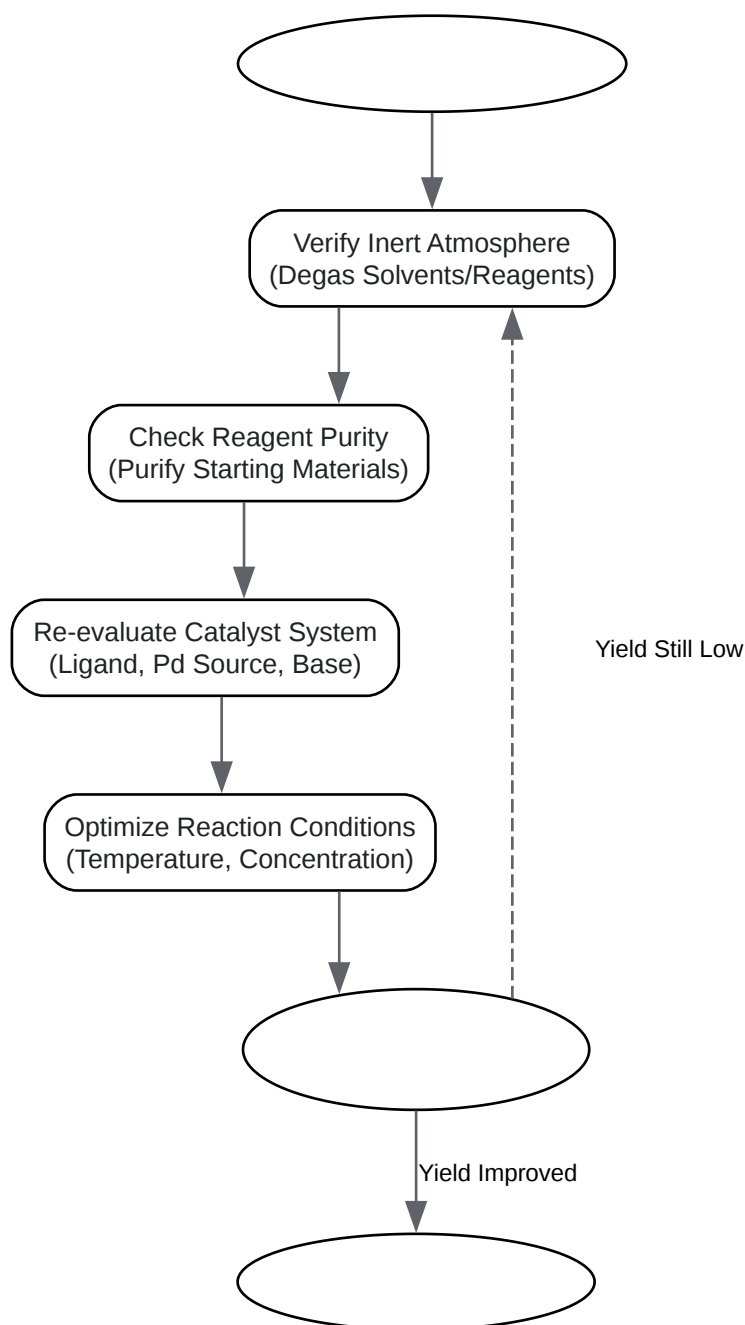 Verify Inert Atmosphere
(Degas Solvents/Reagents)
Check Reagent Purity
(Purify Starting Materials)
Re-evaluate Catalyst System
(Ligand, Pd Source, Base)
Yield Still Low
Optimize Reaction Conditions
(Temperature, Concentration)
Yield Improved